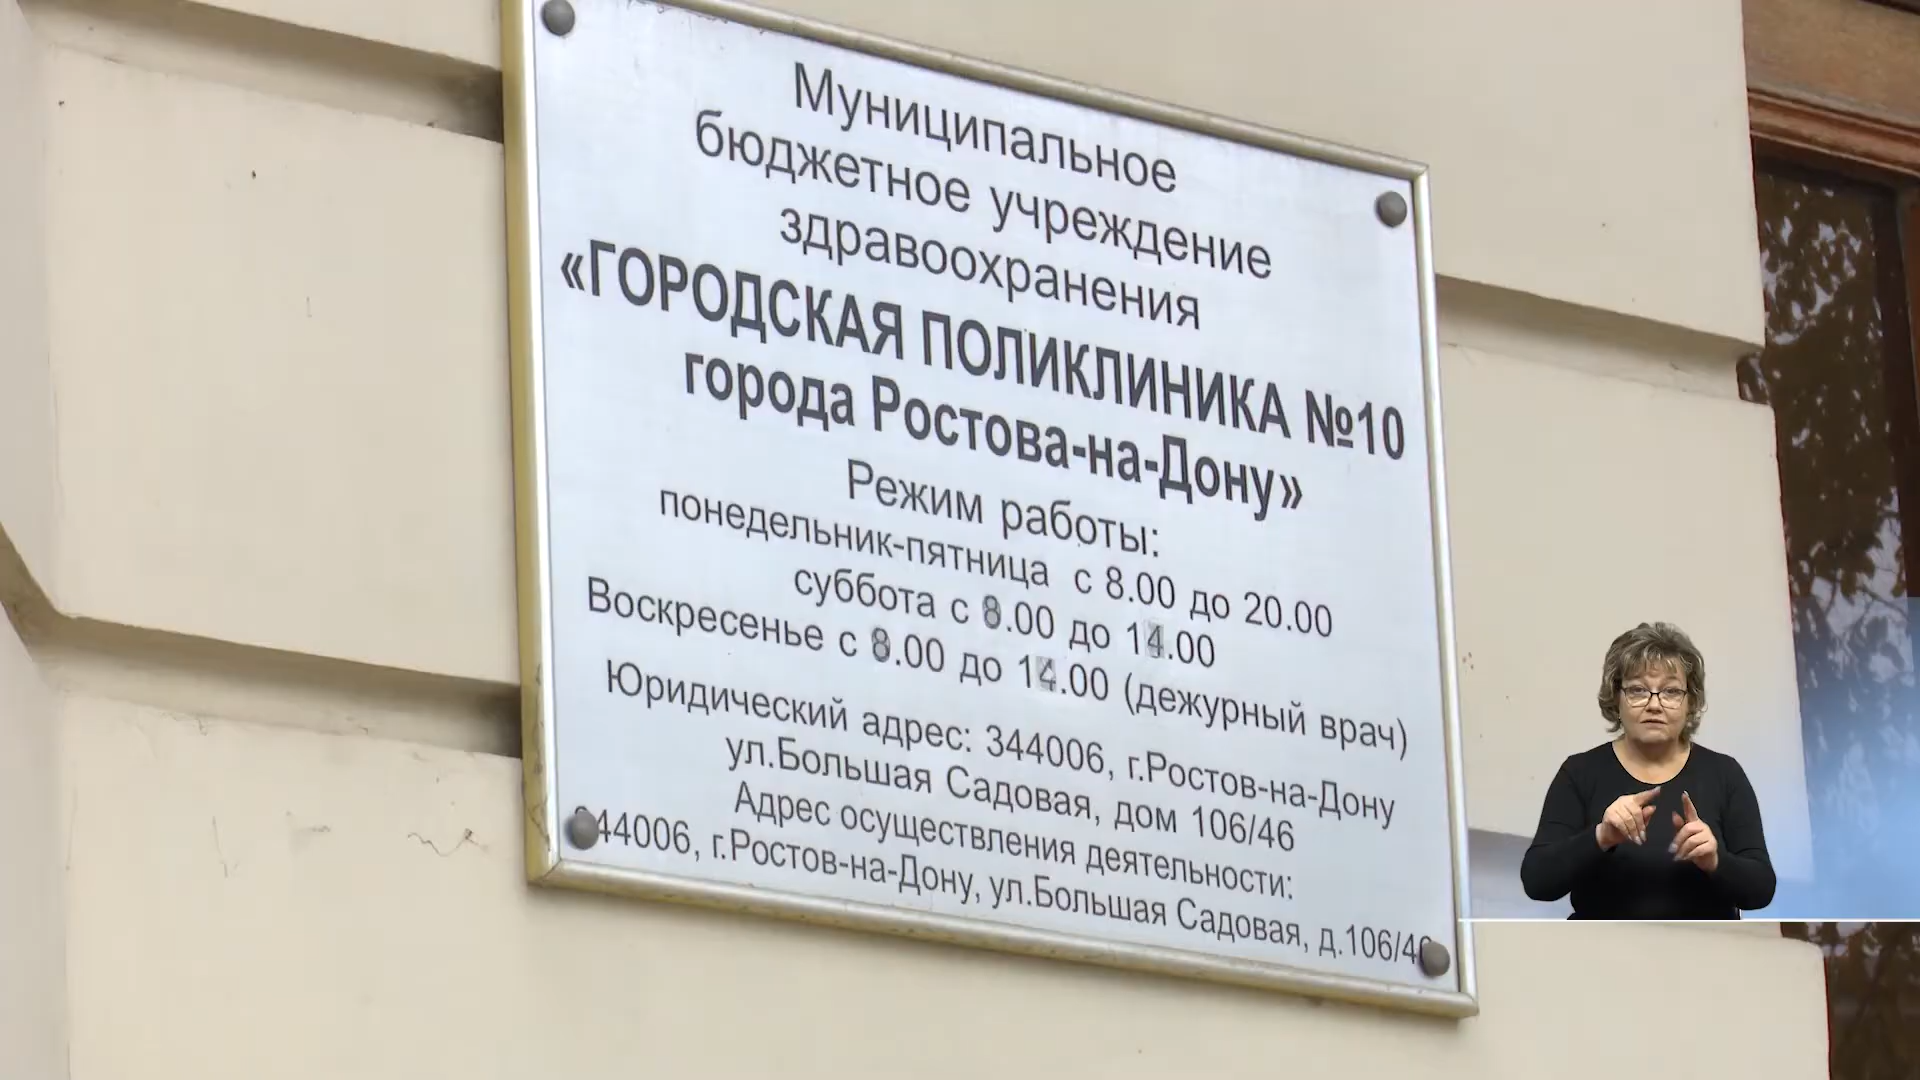 Муниципальное
бюджетное учреждение
здравоохранения
«ГОРОДСКАЯ ПОЛИКЛИНИКА №10
города Ростова-на-Дону»
Режим работы:
понедельник-пятница с 8.00 до 20.00
суббота с 8.00 до 14.00
Воскресенье с 8.00 до 14.00 (дежурный врач)
Юридический адрес: 344006, г.Ростов-на-Дону
ул.Большая Садовая, дом 106/46
Адрес осуществления деятельности:
344006, г.Ростов-на-Дону, ул.Большая Садовая, д.106/46